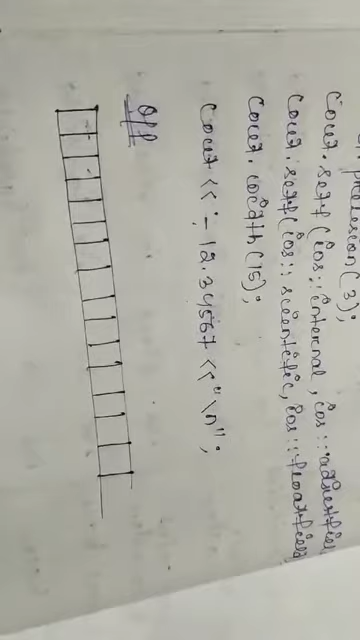 precision(3);
Cout.setf(ios::internal, ios::adjustfield
Cout.setf(ios::scientific, ios::floatfield)
Cout.width(15);
Cout << -12.34567 << "\n";
O/P